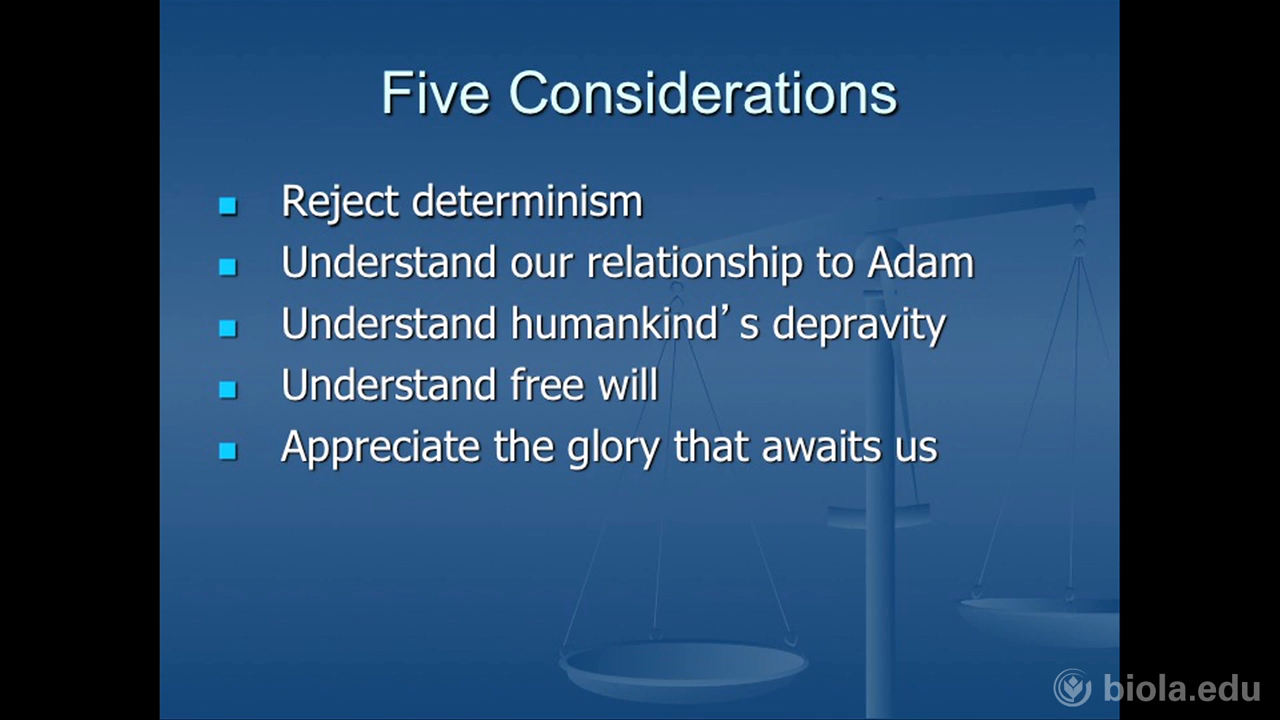 Five Considerations
Reject determinism
Understand our relationship to Adam
Understand humankind’s depravity
Understand free will
Appreciate the glory that awaits us
biola.edu